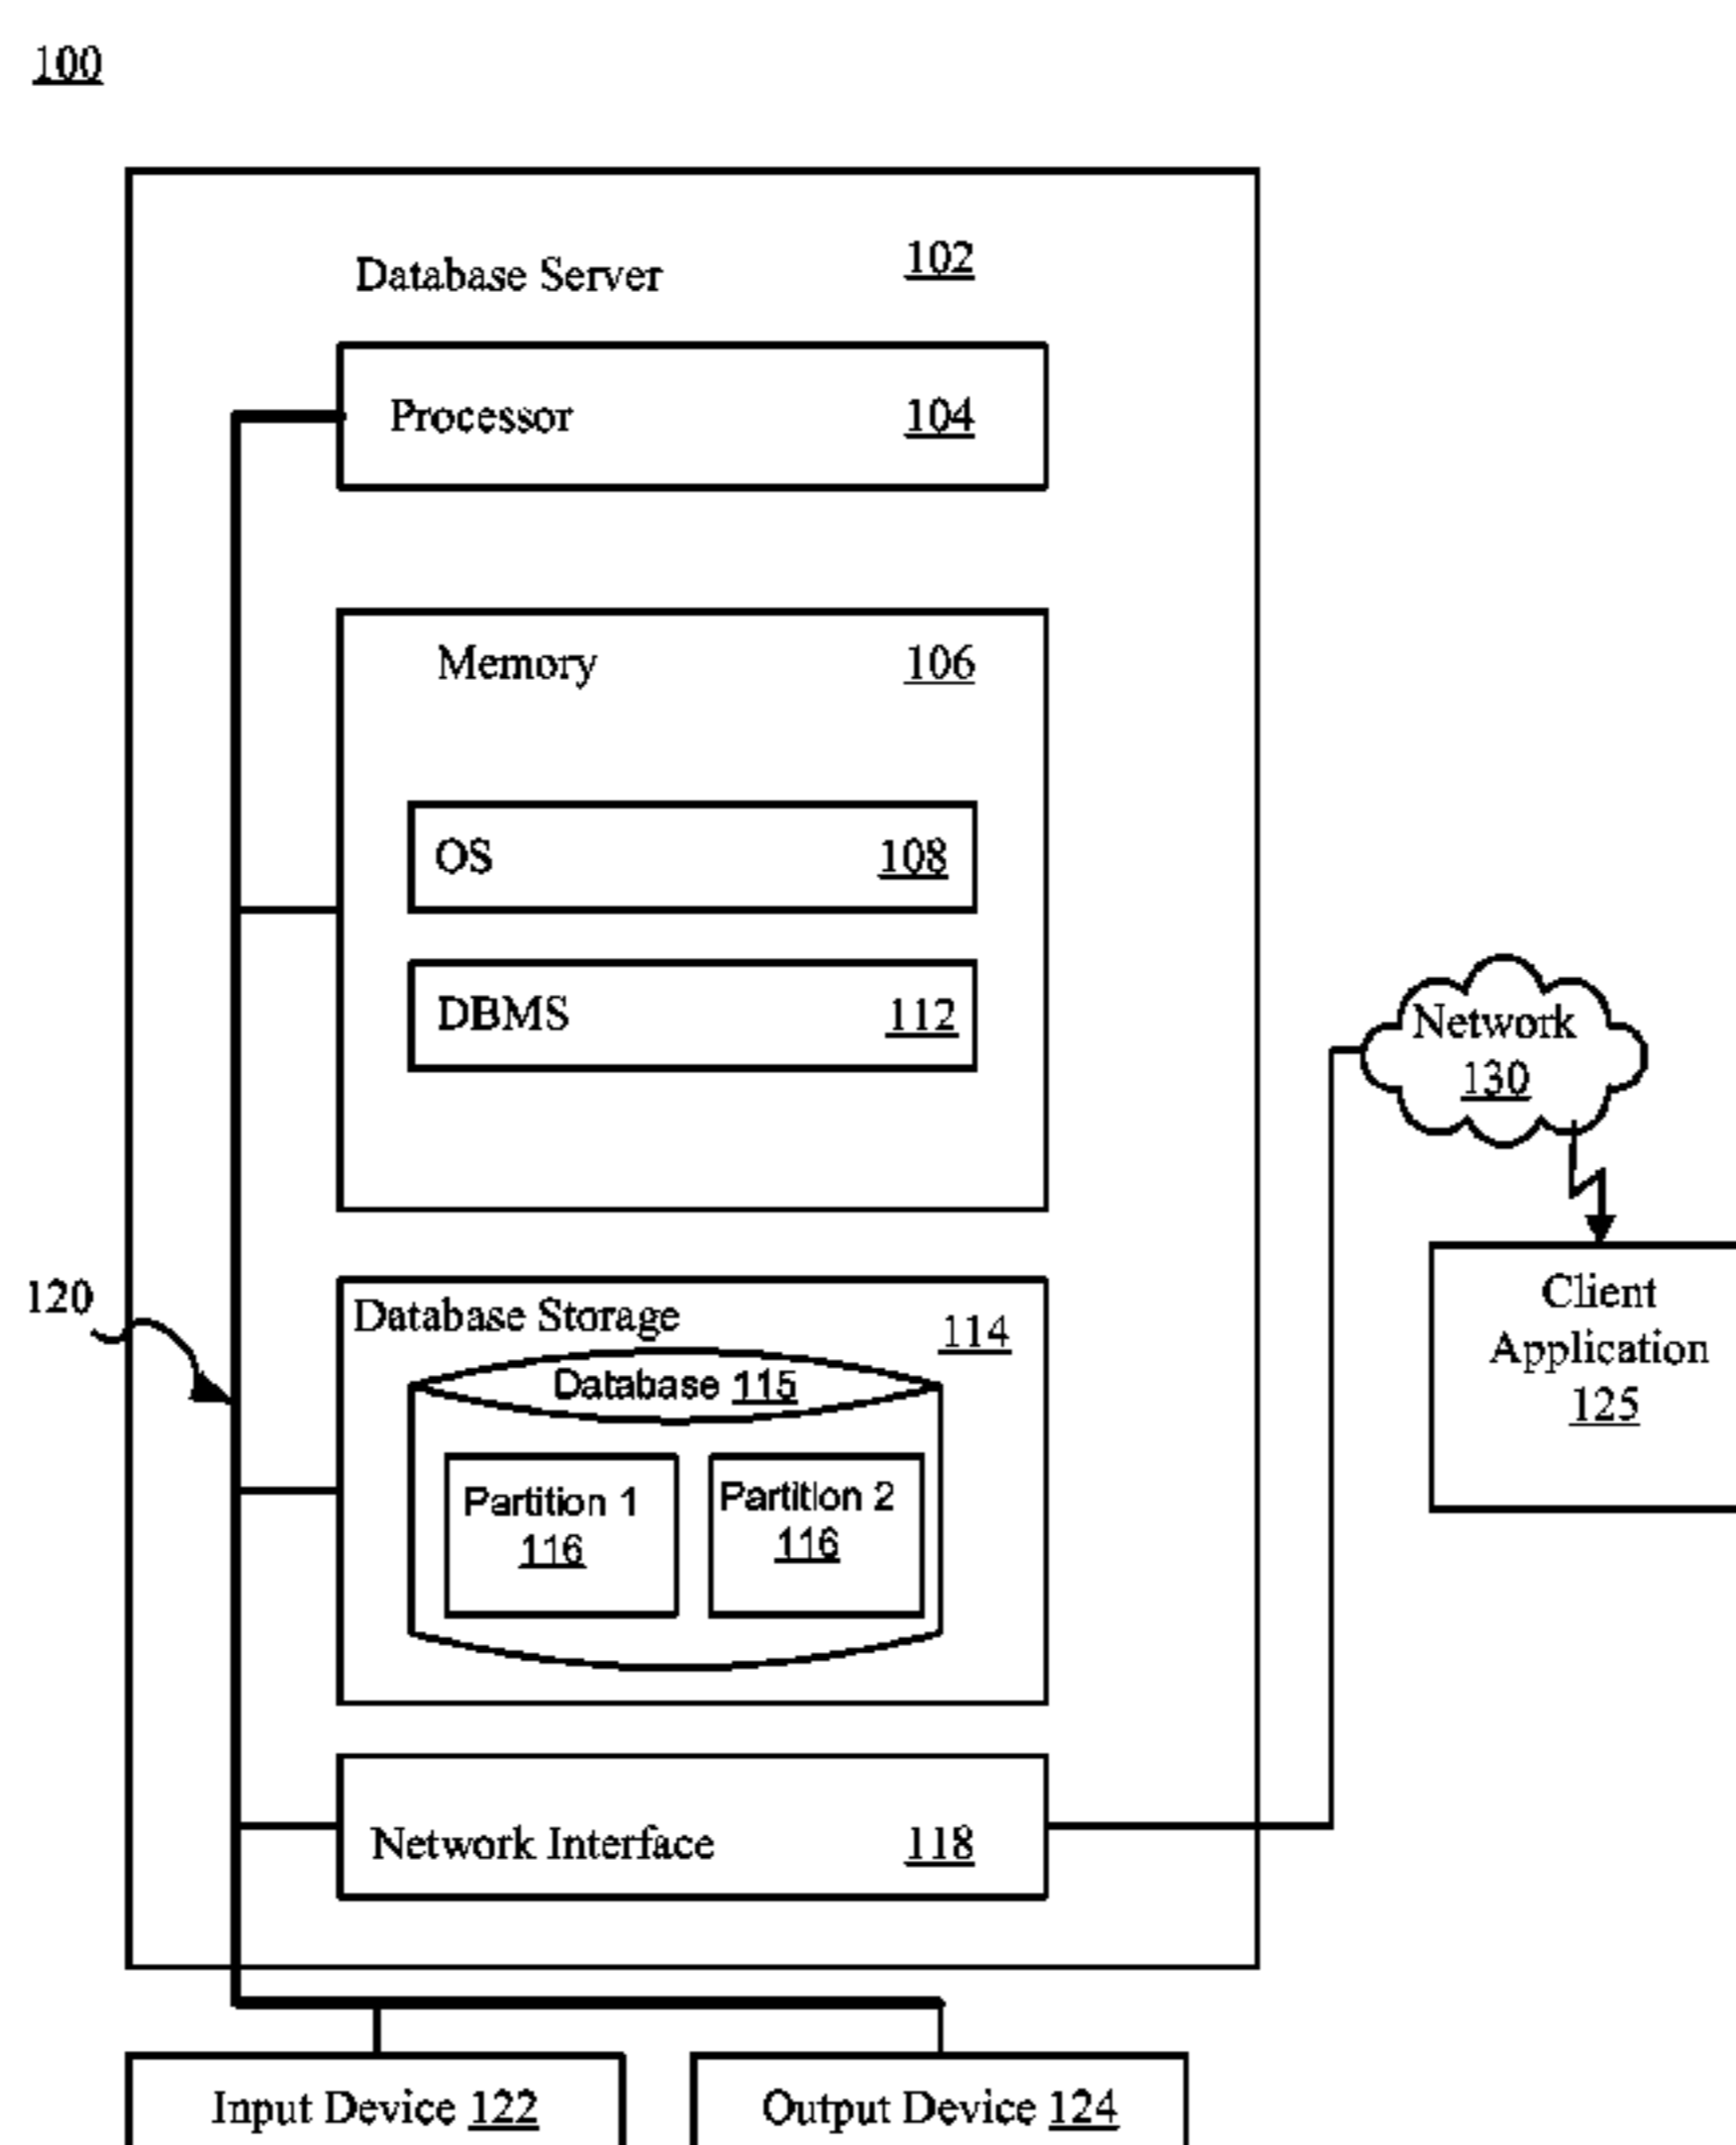 100
Database Server 102
Processor 104
Memory 106
OS 108
DBMS 112
Network
130
120
Client
Application
125
Database Storage 114
Database 115
Partition 1
116
Partition 2
116
Network Interface 118
Input Device 122
Output Device 124